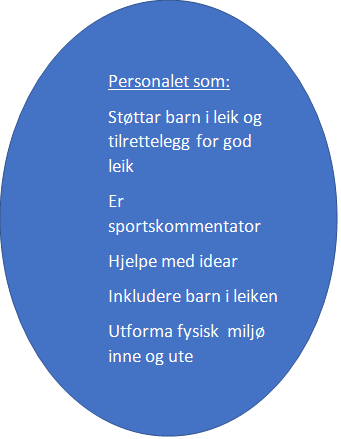 Personalet som:
Støttar barn i leik og
tilrettelegg for god
leik
Er
sportskommentator
Hjelpe med idear
Inkludere barn i leiken
Utforma fysisk miljø
inne og ute